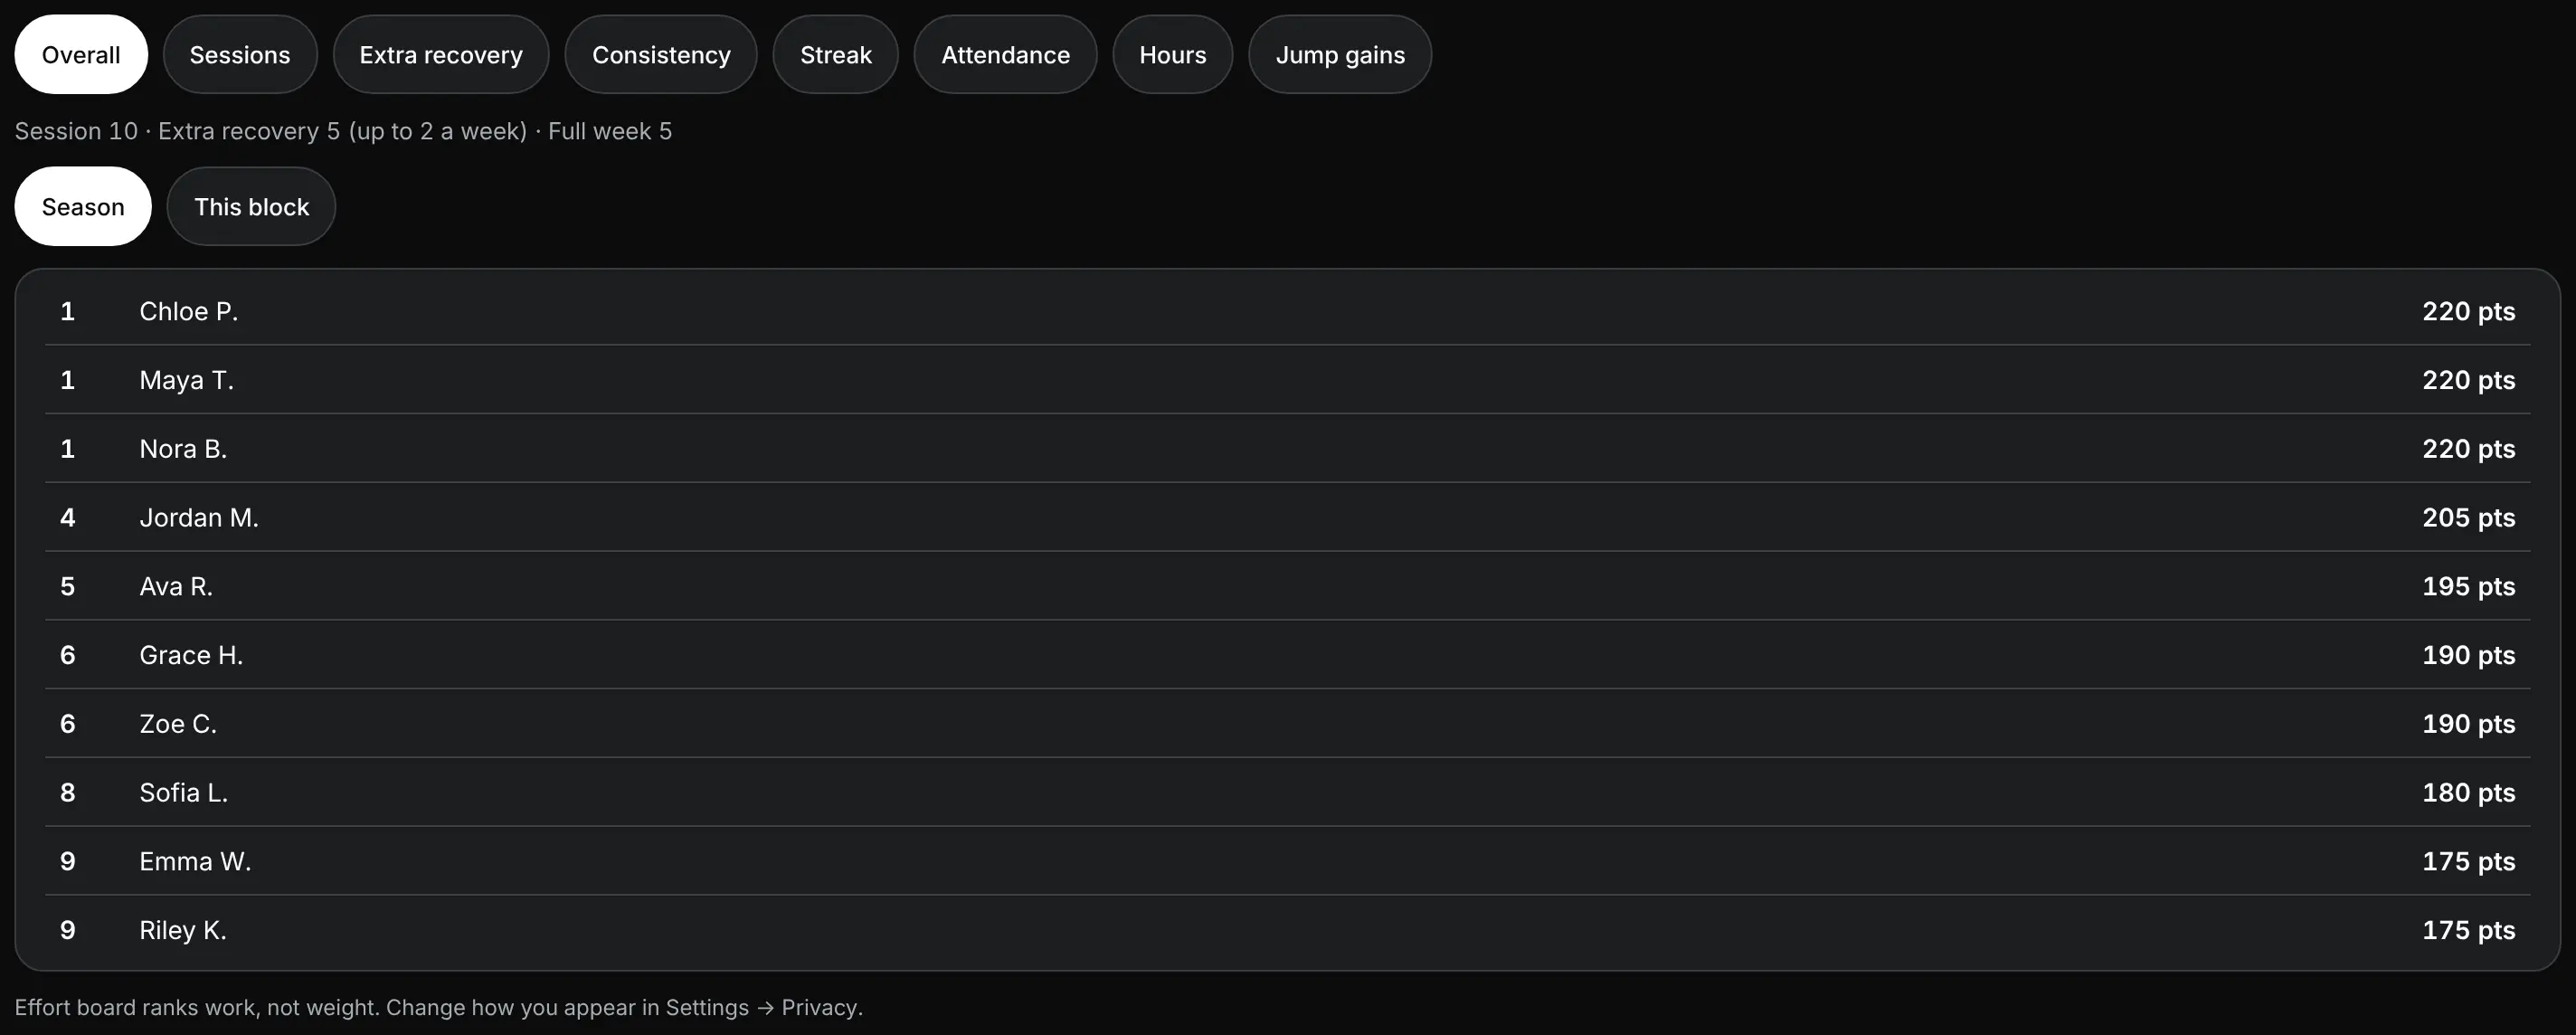 Overall Sessions Extra recovery Consistency Streak Attendance Hours Jump gains
Session 10 · Extra recovery 5 (up to 2 a week) · Full week 5
Season This block
1 Chloe P. 220 pts
1 Maya T. 220 pts
1 Nora B. 220 pts
4 Jordan M. 205 pts
5 Ava R. 195 pts
6 Grace H. 190 pts
6 Zoe C. 190 pts
8 Sofia L. 180 pts
9 Emma W. 175 pts
9 Riley K. 175 pts
Effort board ranks work, not weight. Change how you appear in Settings → Privacy.